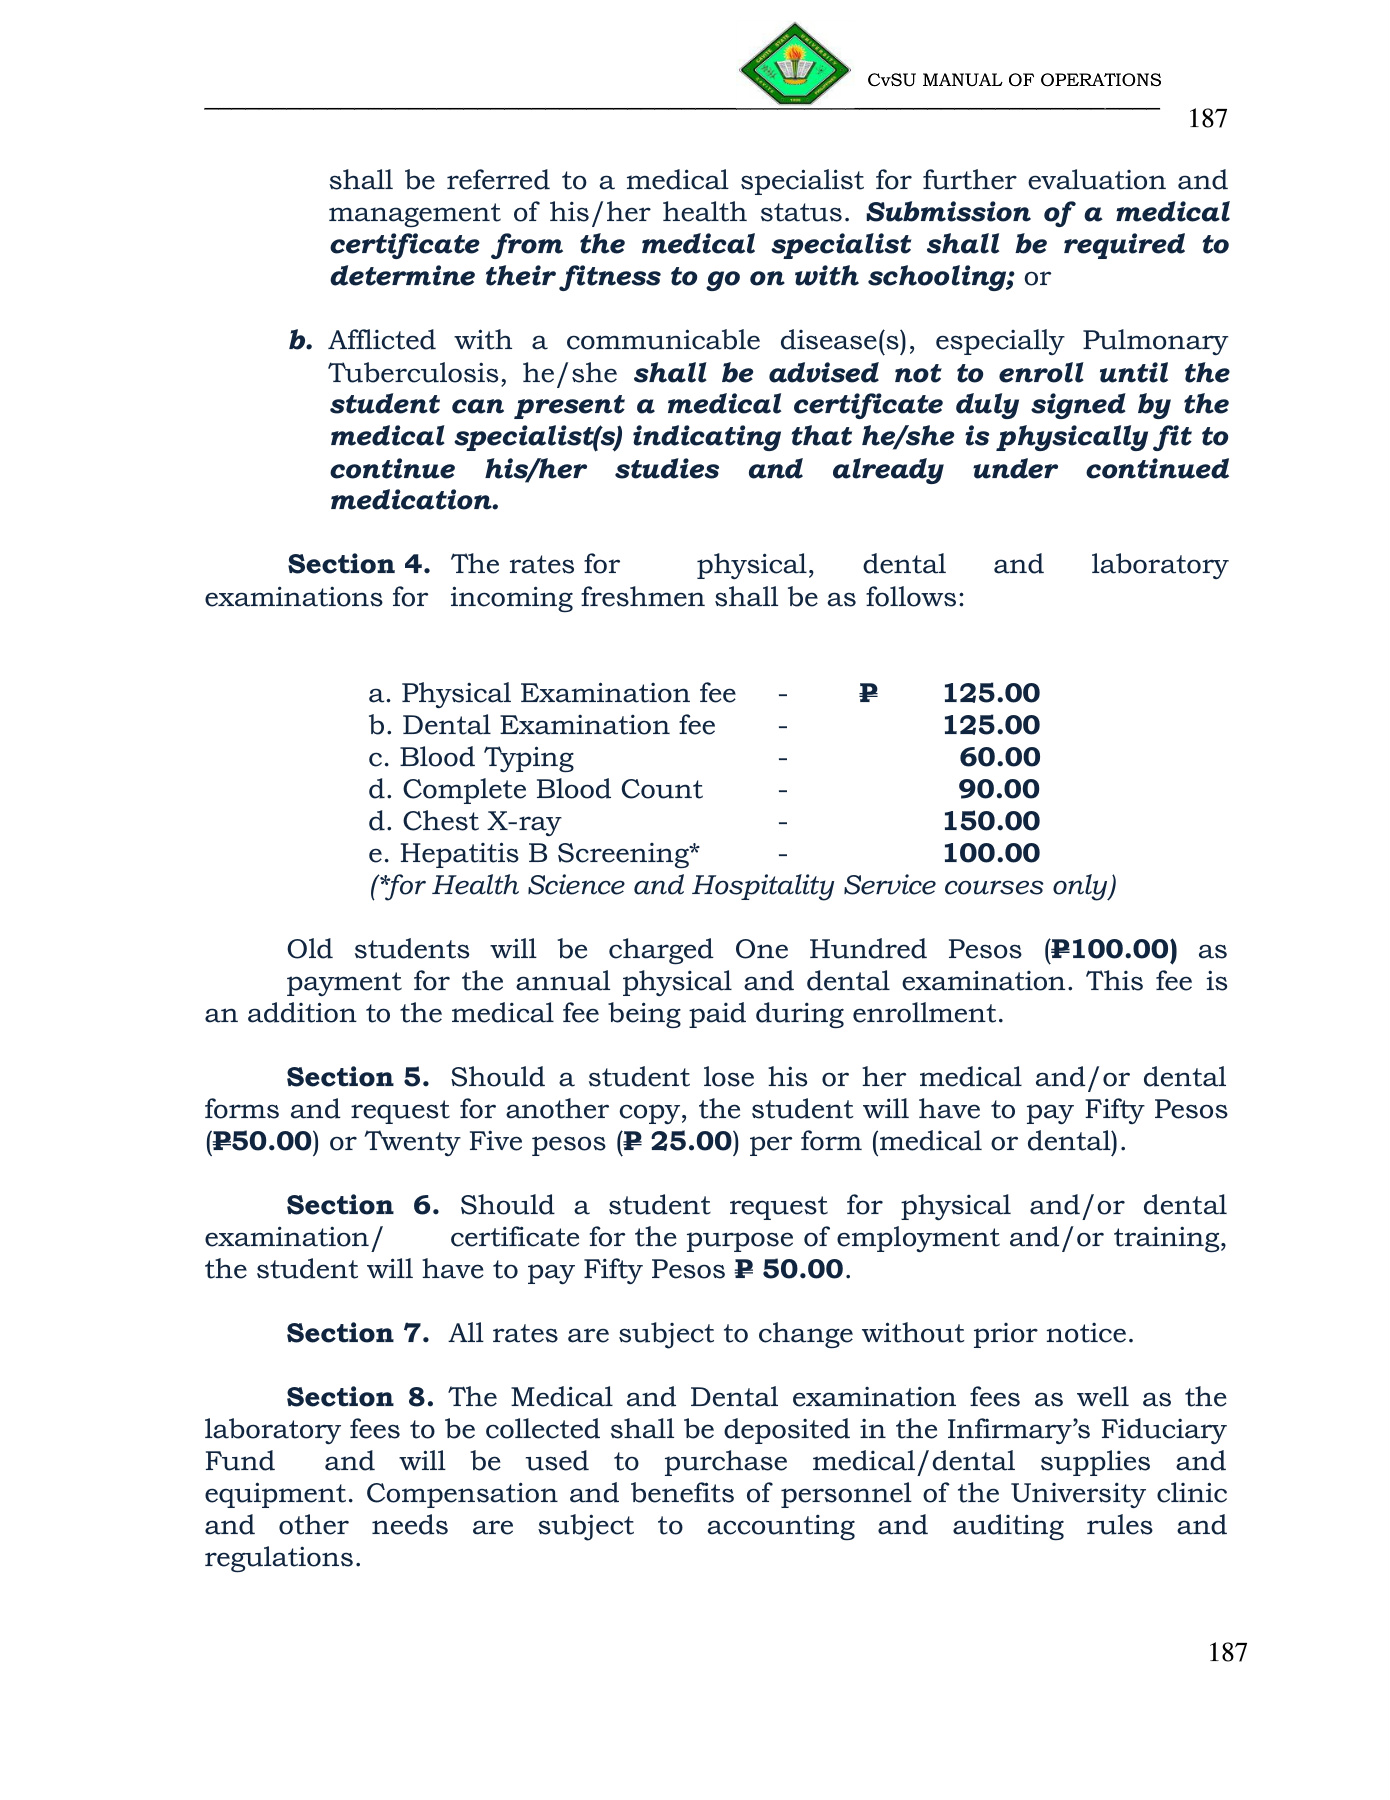 CvSU MANUAL OF OPERATIONS
187
shall be referred to a medical specialist for further evaluation and
management of his/her health status. Submission of a medical
certificate from the medical specialist shall be required to
determine their fitness to go on with schooling; or
b. Afflicted with a communicable disease(s), especially Pulmonary
Tuberculosis, he/she shall be advised not to enroll until the
student can present a medical certificate duly signed by the
medical specialist(s) indicating that he/she is physically fit to
continue his/her studies and already under continued
medication.
Section 4. The rates for physical, dental and laboratory
examinations for incoming freshmen shall be as follows:
a. Physical Examination fee - ₱ 125.00
b. Dental Examination fee - 125.00
c. Blood Typing - 60.00
d. Complete Blood Count - 90.00
d. Chest X-ray - 150.00
e. Hepatitis B Screening* - 100.00
(*for Health Science and Hospitality Service courses only)
Old students will be charged One Hundred Pesos (₱100.00) as
payment for the annual physical and dental examination. This fee is
an addition to the medical fee being paid during enrollment.
Section 5. Should a student lose his or her medical and/or dental
forms and request for another copy, the student will have to pay Fifty Pesos
(₱50.00) or Twenty Five pesos (₱ 25.00) per form (medical or dental).
Section 6. Should a student request for physical and/or dental
examination/ certificate for the purpose of employment and/or training,
the student will have to pay Fifty Pesos ₱ 50.00.
Section 7. All rates are subject to change without prior notice.
Section 8. The Medical and Dental examination fees as well as the
laboratory fees to be collected shall be deposited in the Infirmary’s Fiduciary
Fund and will be used to purchase medical/dental supplies and
equipment. Compensation and benefits of personnel of the University clinic
and other needs are subject to accounting and auditing rules and
regulations.
187